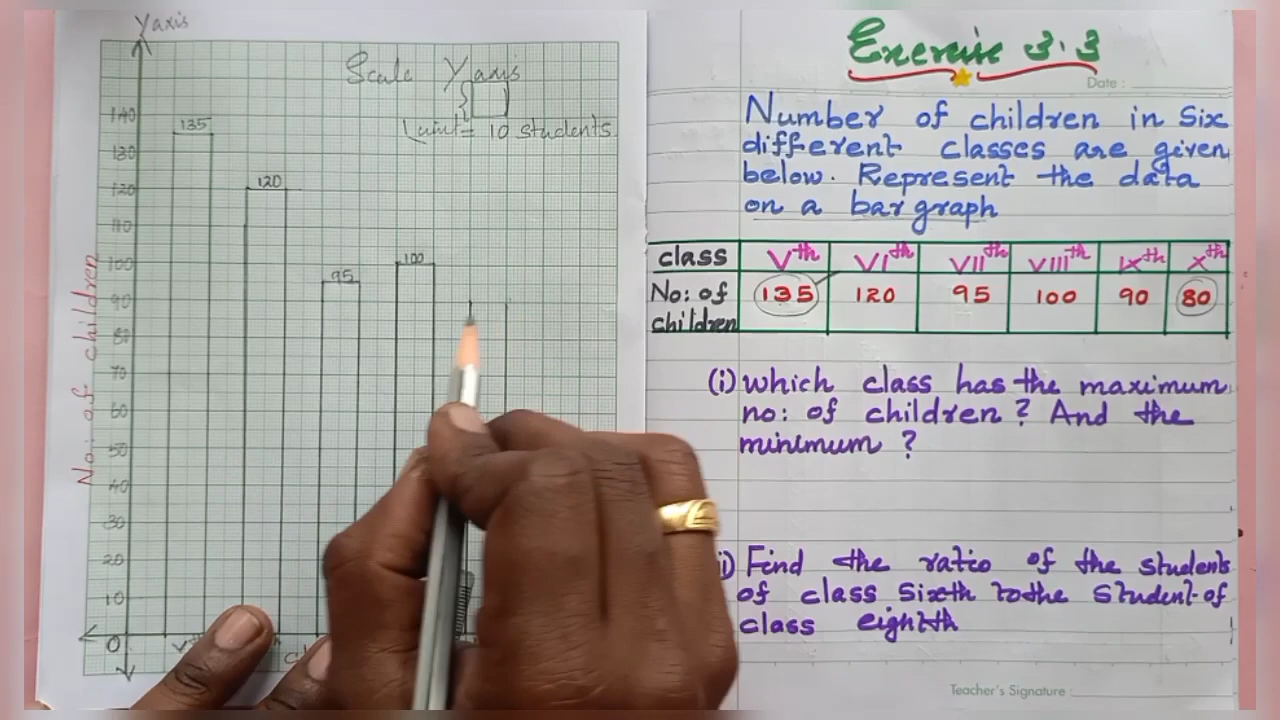 Yaxis
Scale Yaxis
1 unit = 10 students
140
130
120
110
100
90
80
70
60
50
40
30
20
10
0
135
120
95
100
No: of children
Exercise 3.3
Date :
Number of children in Six
different classes are given
below. Represent the data
on a bar graph
class Vth VIth VIIth VIIIth IXth Xth
No: of 135 120 95 100 90 80
children
(i) which class has the maximum
no: of children ? And the
minimum ?
i) Find the ratio of the students
of class Sixth to the Student of
class eighth
Teacher's Signature :